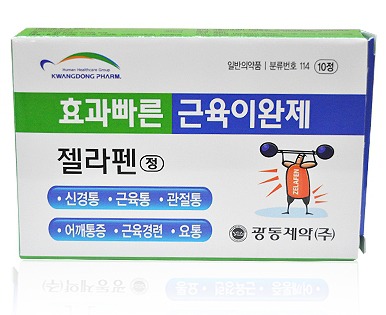 Human Healthcare Group
KWANGDONG PHARM.
일반의약품 | 분류번호 114 10정
효과빠른 근육이완제
젤라펜 정
ZELAPEN
• 신경통 • 근육통 • 관절통
• 어깨통증 • 근육경련 • 요통
광동제약(주)